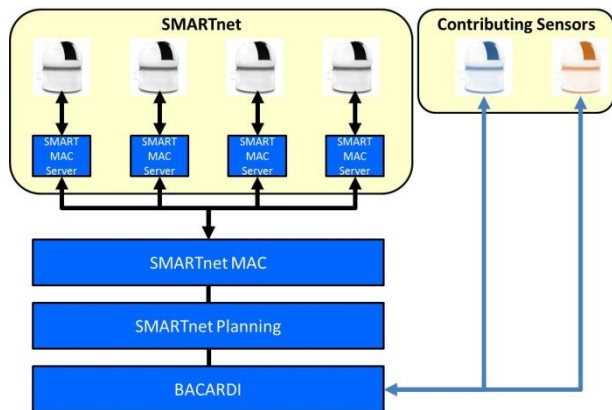 SMARTnet
Contributing Sensors
SMART
MAC
Server
SMART
MAC
Server
SMART
MAC
Server
SMART
MAC
Server
SMARTnet MAC
SMARTnet Planning
BACARDI